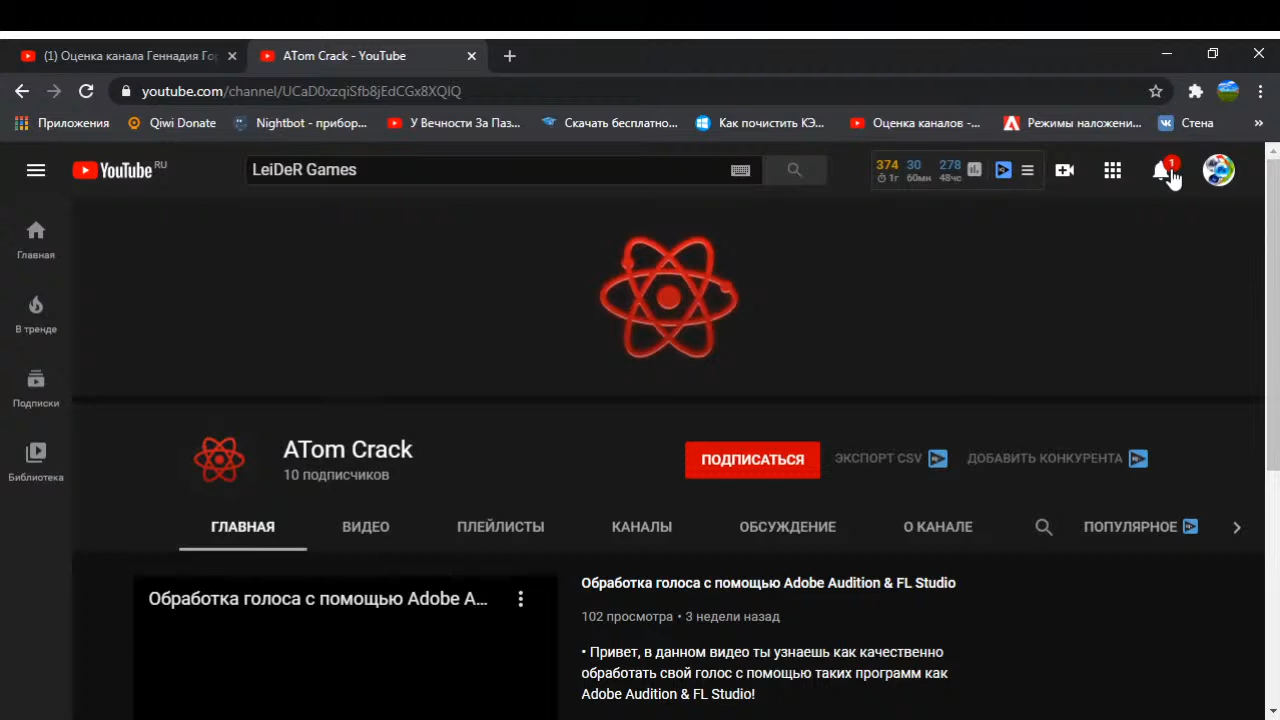 (1) Оценка канала Геннадия Гор
ATom Crack - YouTube
youtube.com/channel/UCaD0xzqiSfb8jEdCGx8XQIQ
Приложения
Qiwi Donate
Nightbot - прибор...
У Вечности За Паз...
Скачать бесплатно...
Как почистить КЭ...
Оценка каналов -...
Режимы наложени...
Стена
»
YouTube RU
LeiDeR Games
374 30 278
1г 60мн 48чс
1
Главная
В тренде
Подписки
Библиотека
ATom Crack
10 подписчиков
ПОДПИСАТЬСЯ
ЭКСПОРТ CSV
ДОБАВИТЬ КОНКУРЕНТА
ГЛАВНАЯ
ВИДЕО
ПЛЕЙЛИСТЫ
КАНАЛЫ
ОБСУЖДЕНИЕ
О КАНАЛЕ
ПОПУЛЯРНОЕ
Обработка голоса с помощью Adobe A...
Обработка голоса с помощью Adobe Audition & FL Studio
102 просмотра • 3 недели назад
• Привет, в данном видео ты узнаешь как качественно
обработать свой голос с помощью таких программ как
Adobe Audition & FL Studio!